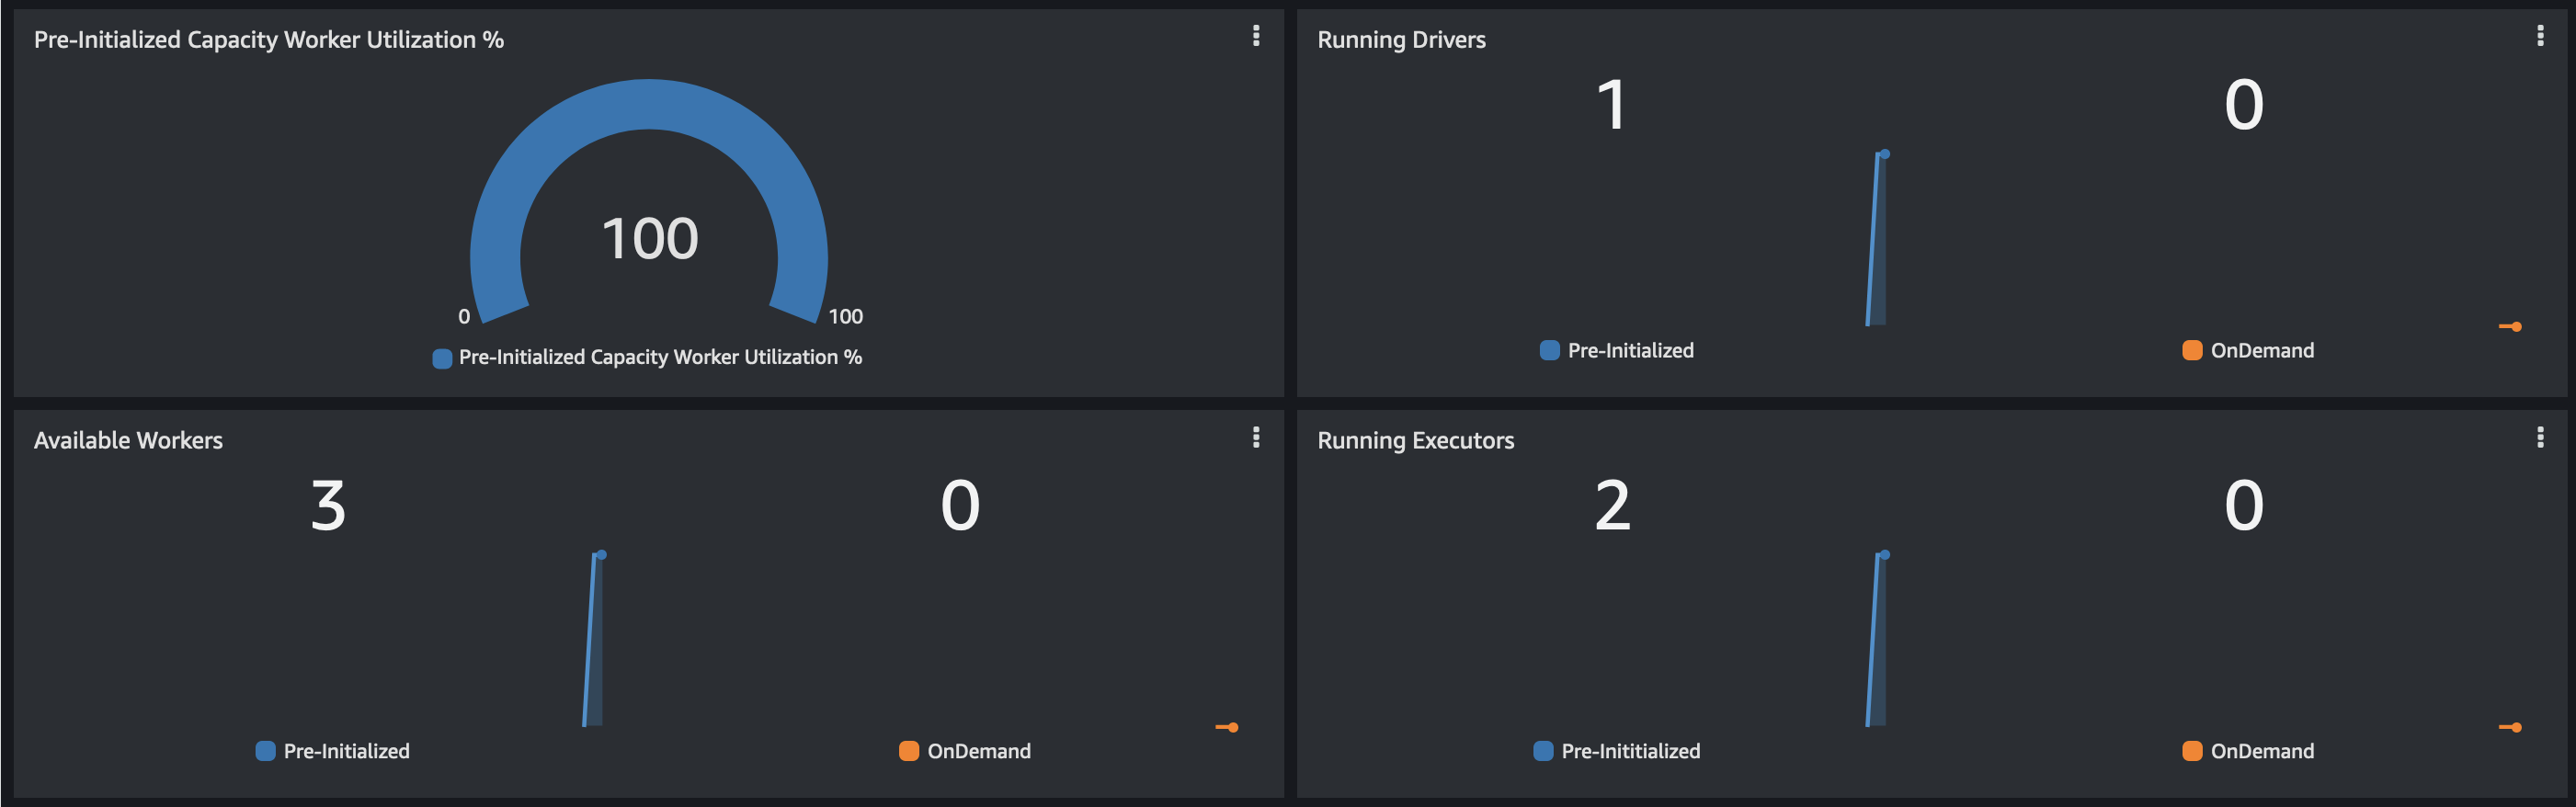 Pre-Initialized Capacity Worker Utilization %
100
0
100
Pre-Initialized Capacity Worker Utilization %
Running Drivers
1
0
Pre-Initialized
OnDemand
Available Workers
3
0
Pre-Initialized
OnDemand
Running Executors
2
0
Pre-Inititialized
OnDemand